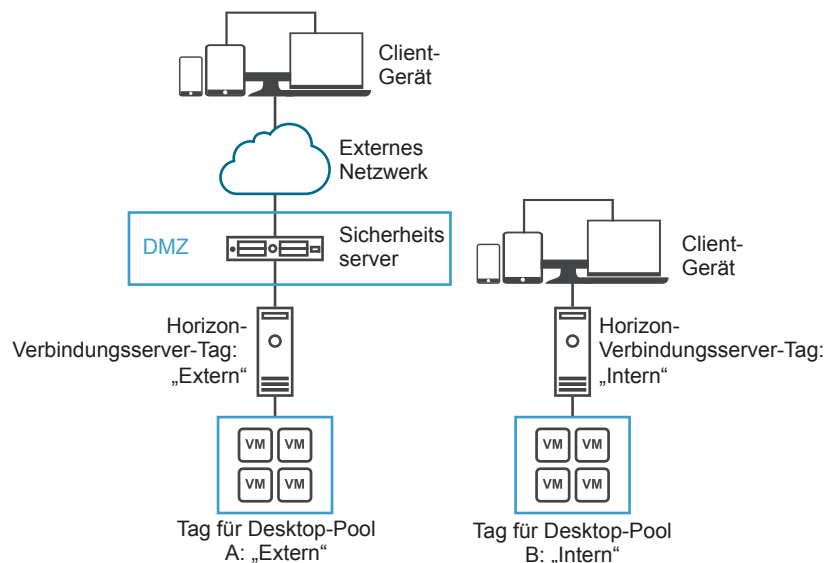 Client-
Gerät
Externes
Netzwerk
DMZ
Sicherheits
server
Client-
Gerät
Horizon-
Verbindungsserver-Tag:
„Extern“
Horizon-
Verbindungsserver-Tag:
„Intern“
VM VM
VM VM
VM VM
VM VM
Tag für Desktop-Pool
A: „Extern“
Tag für Desktop-Pool
B: „Intern“